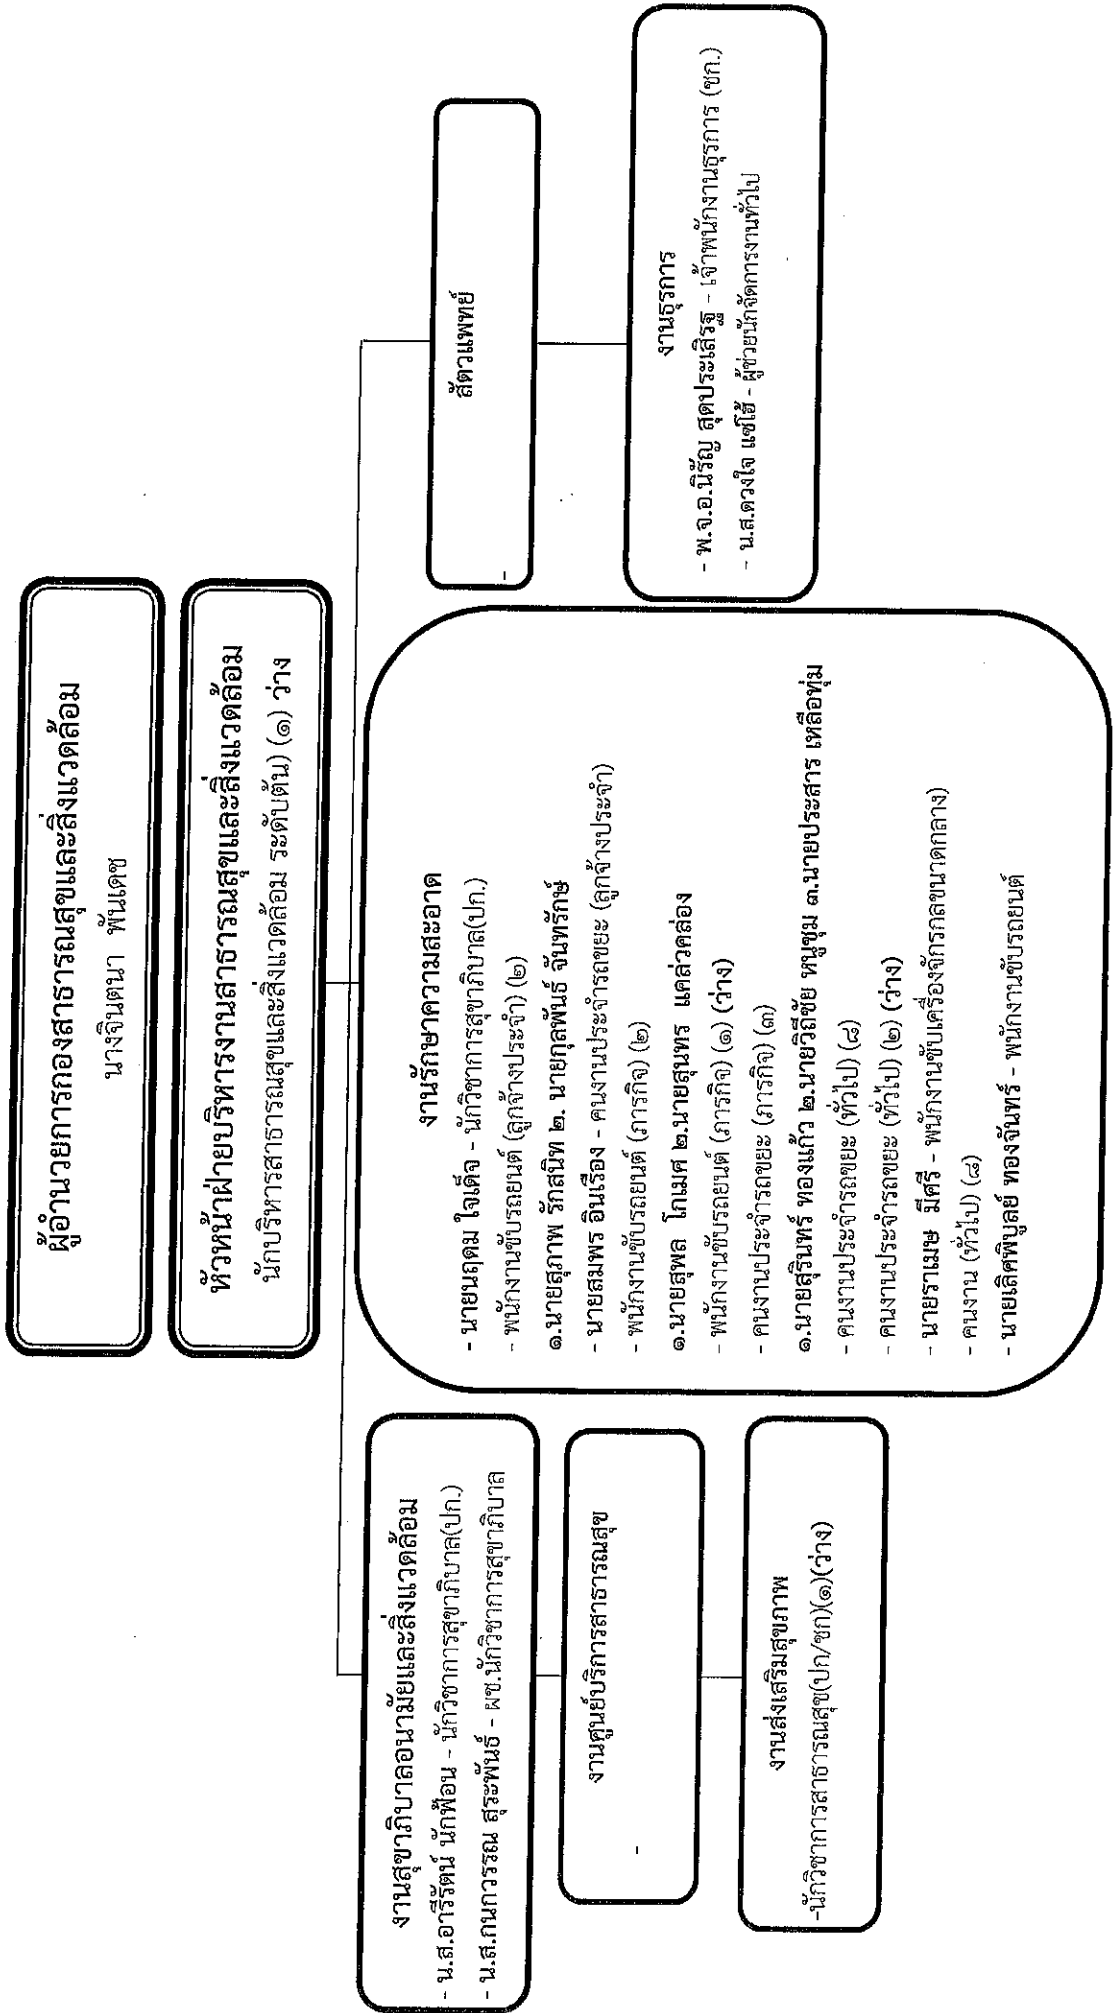 ผู้อำนวยการกองสาธารณสุขและสิ่งแวดล้อม
นางจินตนา พันเดช
หัวหน้าฝ่ายบริหารงานสาธารณสุขและสิ่งแวดล้อม
นักบริหารสาธารณสุขและสิ่งแวดล้อม ระดับต้น) (๑) ว่าง
งานสุขาภิบาลอนามัยและสิ่งแวดล้อม
- น.ส.อารีรัตน์ นักฟ้อน - นักวิชาการสุขาภิบาล(ปก.)
- น.ส.กนกวรรณ สุระพันธ์ - ผช.นักวิชาการสุขาภิบาล
งานศูนย์บริการสาธารณสุข
-
งานส่งเสริมสุขภาพ
-นักวิชาการสาธารณสุข(ปก/ชก)(๑)(ว่าง)
งานรักษาความสะอาด
- นายนฤดม ใจเด็จ - นักวิชาการสุขาภิบาล(ปก.)
- พนักงานขับรถยนต์ (ลูกจ้างประจำ) (๒)
๑.นายสุภาพ รักสนิท ๒. นายกุลพันธ์ จันทรักษ์
- นายสมพร อินเรือง - คนงานประจำรถขยะ (ลูกจ้างประจำ)
- พนักงานขับรถยนต์ (ภารกิจ) (๒)
๑.นายสุพล โกเมศ ๒.นายสุนทร แคล่วคล่อง
- พนักงานขับรถยนต์ (ภารกิจ) (๑) (ว่าง)
- คนงานประจำรถขยะ (ภารกิจ) (๓)
๑.นายสุรินทร์ ทองแก้ว ๒.นายวิถีชัย หนูชุม ๓.นายประสาร เหลือทุ่ม
- คนงานประจำรถขยะ (ทั่วไป) (๘)
- คนงานประจำรถขยะ (ทั่วไป) (๒) (ว่าง)
- นายราเมษ มีศรี - พนักงานขับเครื่องจักรกลขนาดกลาง)
- คนงาน (ทั่วไป) (๘)
- นายเลิศพิบูลย์ ทองจันทร์ - พนักงานขับรถยนต์
สัตวแพทย์
-
งานธุรการ
- พ.จ.อ.นิรัญ สุดประเสิรฐ - เจ้าพนักงานธุรการ (ชก.)
- น.ส.ดวงใจ แซ่โฮ้ - ผู้ช่วยนักจัดการงานทั่วไป